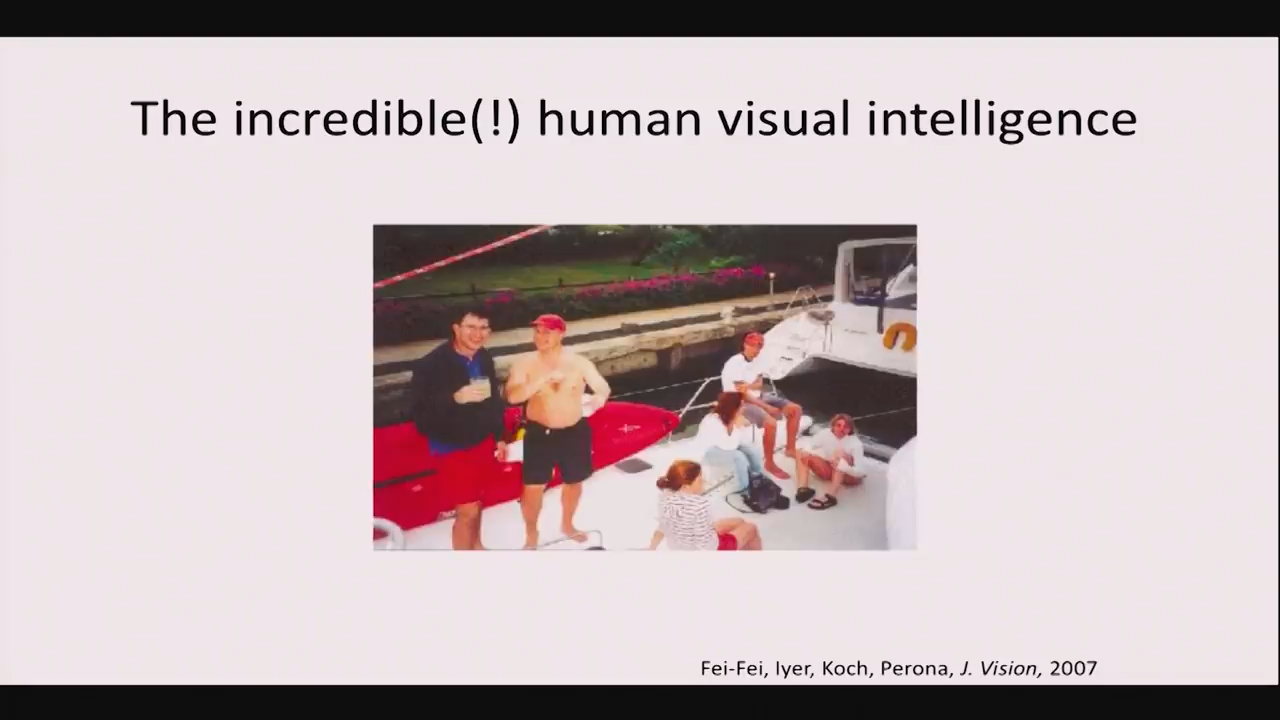 The incredible(!) human visual intelligence
Fei-Fei, Iyer, Koch, Perona, J. Vision, 2007